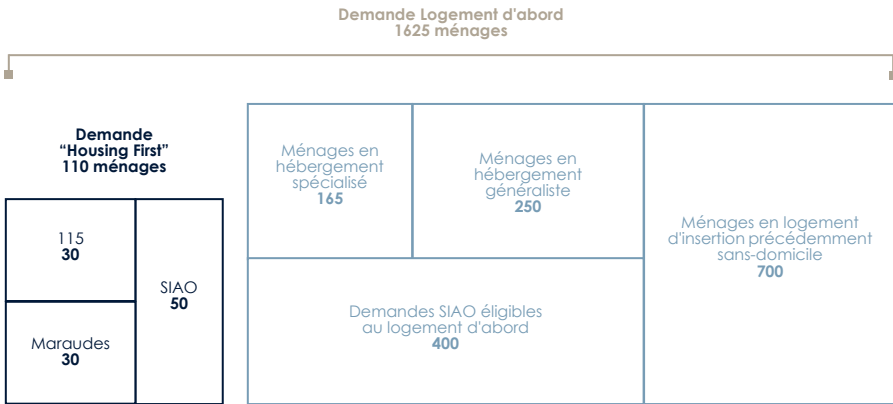 Demande Logement d'abord
1625 ménages
Demande
“Housing First”
110 ménages
115
30
Maraudes
30
SIAO
50
Ménages en
hébergement
spécialisé
165
Ménages en
hébergement
généraliste
250
Demandes SIAO éligibles
au logement d'abord
400
Ménages en logement
d'insertion précédemment
sans-domicile
700